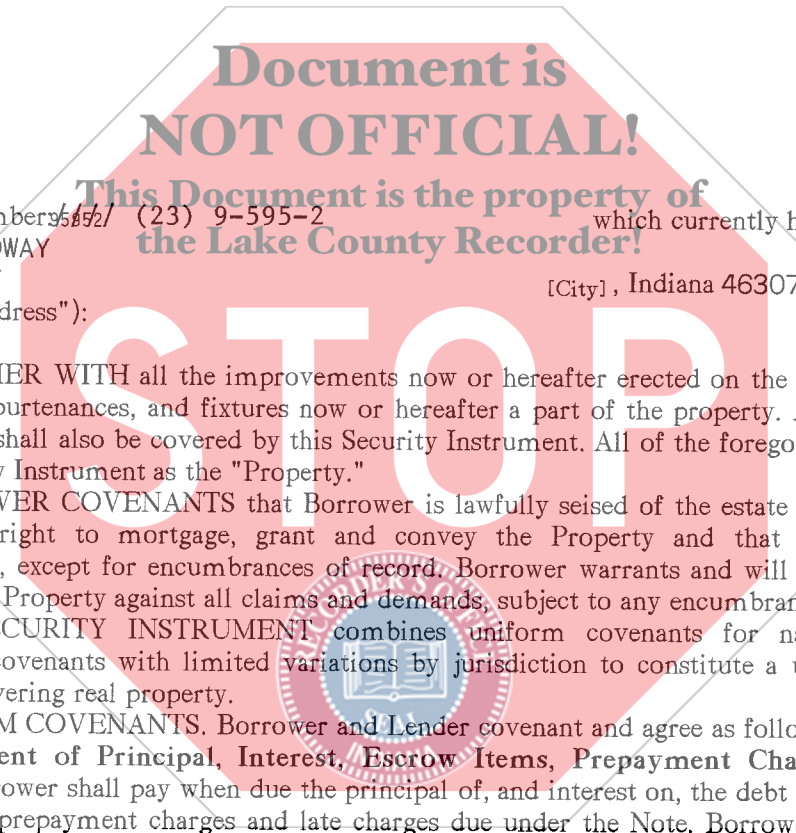 Document is
NOT OFFICIAL!
This Document is the property of
the Lake County Recorder!
(23) 9-595-2 which currently h
OWAY
[City], Indiana 46307
dress"):
STOP
ER WITH all the improvements now or hereafter erected on the
purtenances, and fixtures now or hereafter a part of the property.
shall also be covered by this Security Instrument. All of the forego
y Instrument as the "Property."
WER COVENANTS that Borrower is lawfully seised of the estate
right to mortgage, grant and convey the Property and that
, except for encumbrances of record. Borrower warrants and will
Property against all claims and demands, subject to any encumbran
CURITY INSTRUMENT combines uniform covenants for na
ovenants with limited variations by jurisdiction to constitute a u
vering real property.
M COVENANTS. Borrower and Lender covenant and agree as follo
ent of Principal, Interest, Escrow Items, Prepayment Cha
rower shall pay when due the principal of, and interest on, the debt
prepayment charges and late charges due under the Note. Borrow
RECORDER'S OFFICE
SEAL
INDIANA